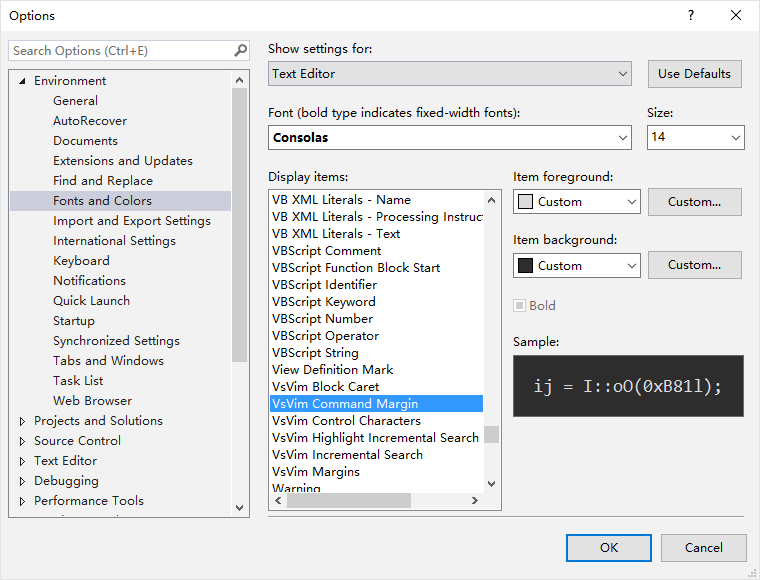 Options
?
Search Options (Ctrl+E)
Environment
General
AutoRecover
Documents
Extensions and Updates
Find and Replace
Fonts and Colors
Import and Export Settings
International Settings
Keyboard
Notifications
Quick Launch
Startup
Synchronized Settings
Tabs and Windows
Task List
Web Browser
Projects and Solutions
Source Control
Text Editor
Debugging
Performance Tools
Show settings for:
Text Editor
Use Defaults
Font (bold type indicates fixed-width fonts):
Consolas
Size:
14
Display items:
VB XML Literals - Name
VB XML Literals - Processing Instruc
VB XML Literals - Text
VBScript Comment
VBScript Function Block Start
VBScript Identifier
VBScript Keyword
VBScript Number
VBScript Operator
VBScript String
View Definition Mark
VsVim Block Caret
VsVim Command Margin
VsVim Control Characters
VsVim Highlight Incremental Search
VsVim Incremental Search
VsVim Margins
Warning
Item foreground:
Custom
Custom...
Item background:
Custom
Custom...
Bold
Sample:
ij = I::oO(0xB81l);
OK
Cancel